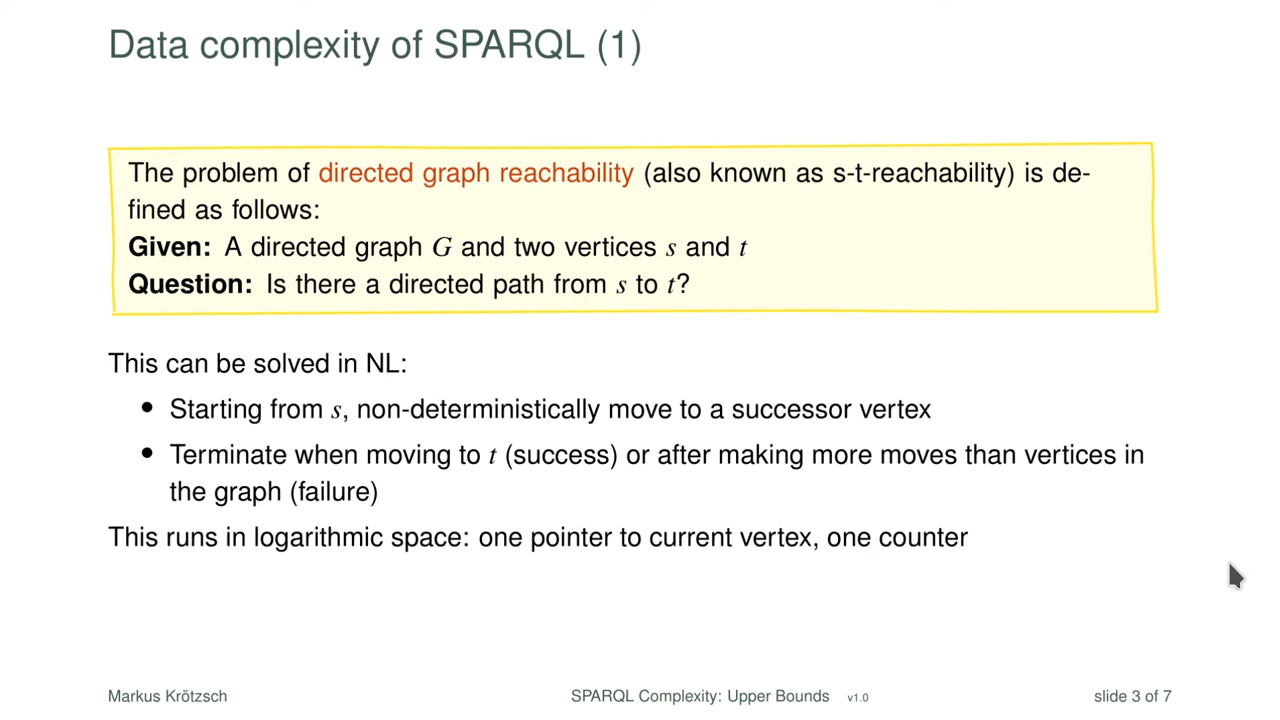 Data complexity of SPARQL (1)
The problem of directed graph reachability (also known as s-t-reachability) is de-
fined as follows:
Given: A directed graph G and two vertices s and t
Question: Is there a directed path from s to t?
This can be solved in NL:
• Starting from s, non-deterministically move to a successor vertex
• Terminate when moving to t (success) or after making more moves than vertices in
the graph (failure)
This runs in logarithmic space: one pointer to current vertex, one counter
Markus Krötzsch SPARQL Complexity: Upper Bounds v1.0 slide 3 of 7